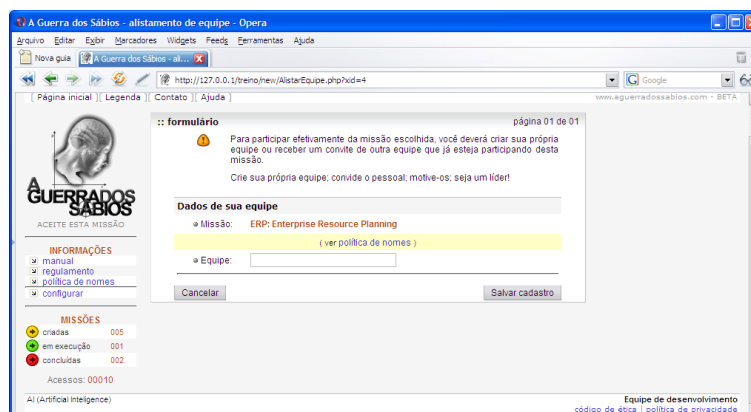 A Guerra dos Sábios - alistamento de equipe - Opera
Arquivo Editar Exibir Marcadores Widgets Feeds Ferramentas Ajuda
Nova guia A Guerra dos Sábios - ali...
http://127.0.0.1/treino/new/AlistarEquipe.php?xid=4 Google
[ Página inicial ][ Legenda ][ Contato ][ Ajuda ] www.aguerradossabios.com - BETA
:: formulário página 01 de 01
Para participar efetivamente da missão escolhida, você deverá criar sua própria
equipe ou receber um convite de outra equipe que já esteja participando desta
missão.
Crie sua própria equipe; convide o pessoal; motive-os; seja um líder!
Dados de sua equipe
Missão: ERP: Enterprise Resource Planning
( ver política de nomes )
Equipe:
Cancelar Salvar cadastro
A
GUERRADOS
SÁBIOS
ACEITE ESTA MISSÃO
INFORMAÇÕES
manual
regulamento
política de nomes
configurar
MISSÕES
criadas 005
em execução 001
concluídas 002
Acessos: 00010
AI (Artificial Inteligence) Equipe de desenvolvimento
código de ética | política de privacidade